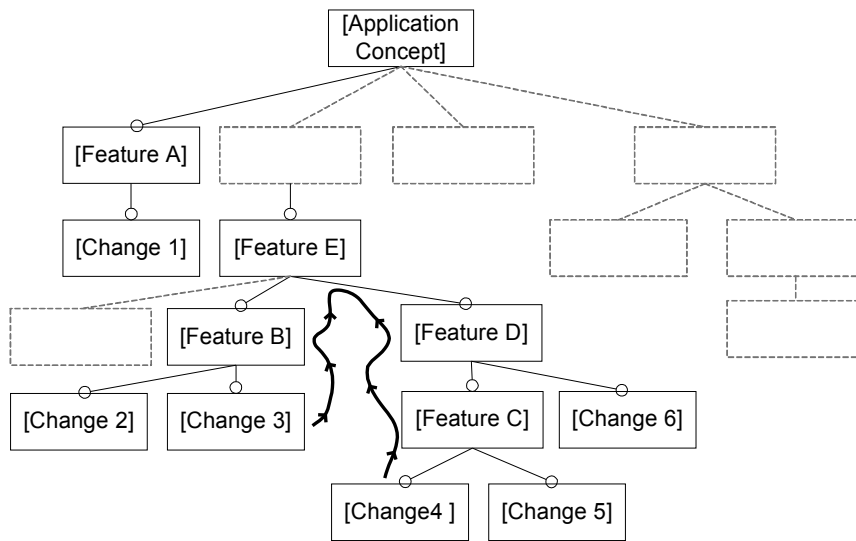 [Application
Concept]
[Feature A]
[Change 1]
[Feature E]
[Feature B]
[Feature D]
[Change 2]
[Change 3]
[Feature C]
[Change 6]
[Change4 ]
[Change 5]